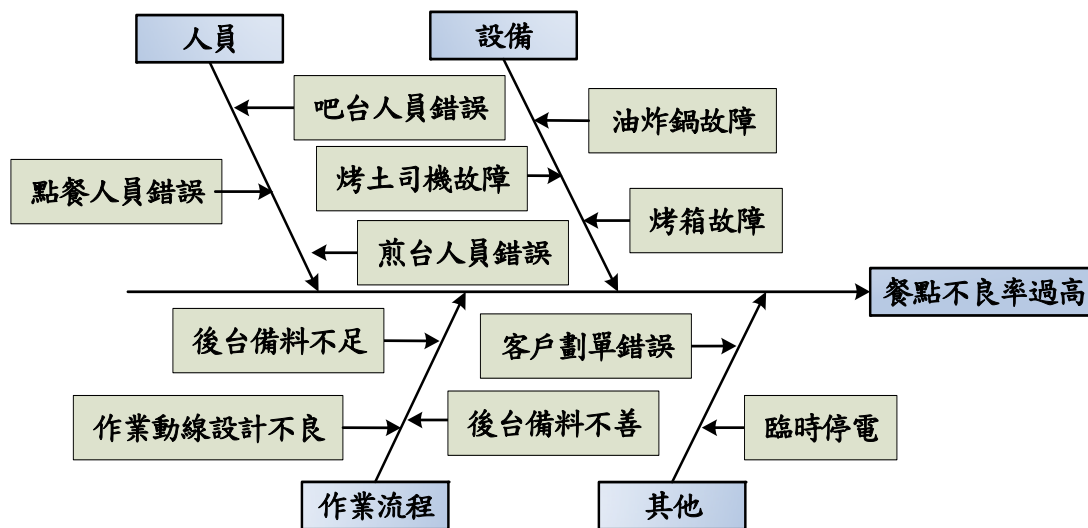 人員
設備
吧台人員錯誤
油炸鍋故障
點餐人員錯誤
烤土司機故障
煎台人員錯誤
烤箱故障
餐點不良率過高
後台備料不足
客戶劃單錯誤
作業動線設計不良
後台備料不善
臨時停電
作業流程
其他